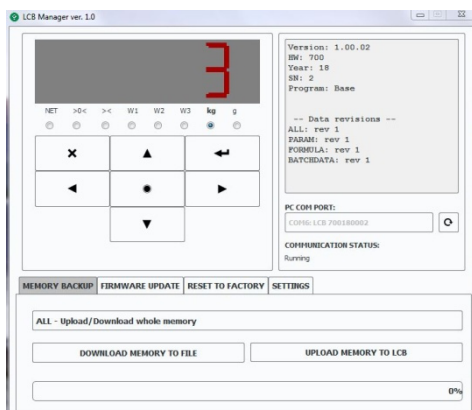 LCB Manager ver. 1.0
3
NET >0< >< W1 W2 W3 kg g
Version: 1.00.02
HW: 700
Year: 18
SN: 2
Program: Base
-- Data revisions --
ALL: rev 1
PARAM: rev 1
FORMULA: rev 1
BATCHDATA: rev 1
PC COM PORT:
COM6: LCB 700180002
COMMUNICATION STATUS:
Running
MEMORY BACKUP FIRMWARE UPDATE RESET TO FACTORY SETTINGS
ALL - Upload/Download whole memory
DOWNLOAD MEMORY TO FILE UPLOAD MEMORY TO LCB
0%